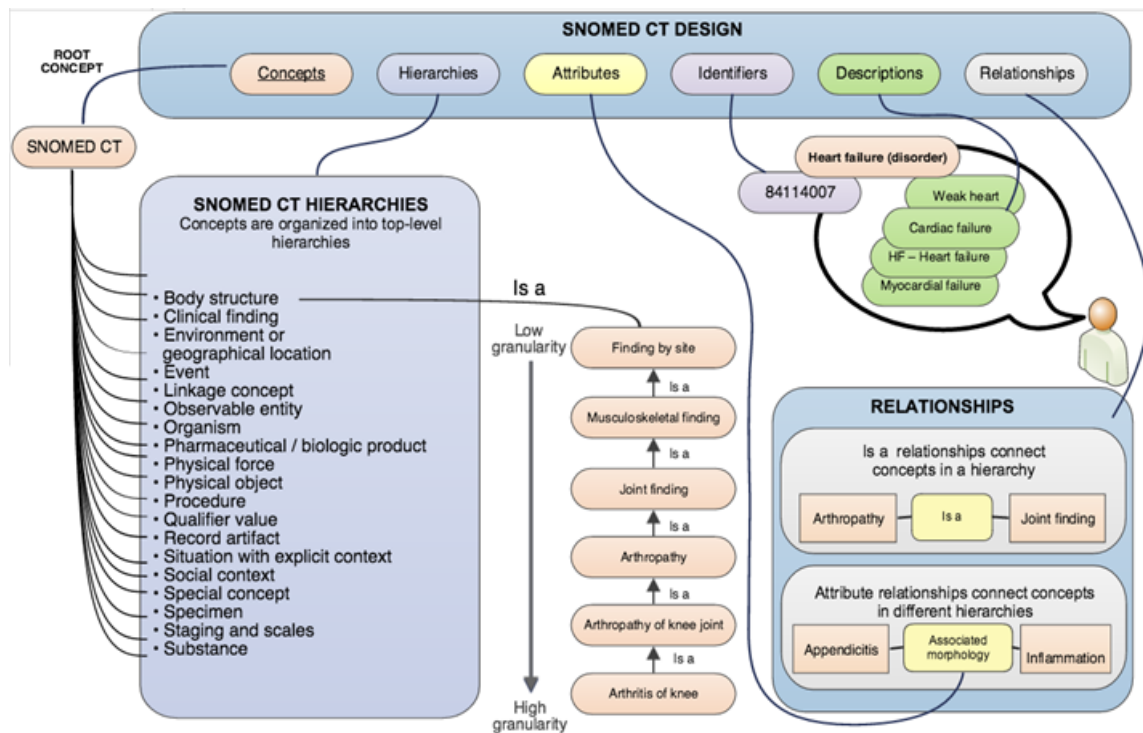 SNOMED CT DESIGN
ROOT
CONCEPT
Concepts
Hierarchies
Attributes
Identifiers
Descriptions
Relationships
SNOMED CT
Heart failure (disorder)
84114007
Weak heart
Cardiac failure
HF – Heart failure
Myocardial failure
SNOMED CT HIERARCHIES
Concepts are organized into top-level
hierarchies
• Body structure
• Clinical finding
• Environment or
geographical location
• Event
• Linkage concept
• Observable entity
• Organism
• Pharmaceutical / biologic product
• Physical force
• Physical object
• Procedure
• Qualifier value
• Record artifact
• Situation with explicit context
• Social context
• Special concept
• Specimen
• Staging and scales
• Substance
Is a
Low
granularity
High
granularity
Finding by site
Is a
Musculoskeletal finding
Is a
Joint finding
Is a
Arthropathy
Is a
Arthropathy of knee joint
Is a
Arthritis of knee
RELATIONSHIPS
Is a relationships connect
concepts in a hierarchy
Arthropathy
Is a
Joint finding
Attribute relationships connect concepts
in different hierarchies
Appendicitis
Associated
morphology
Inflammation